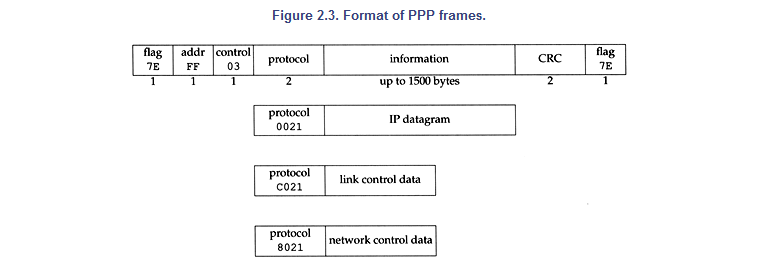 Figure 2.3. Format of PPP frames.
flag addr control protocol information CRC flag
7E FF 03 7E
1 1 1 2 up to 1500 bytes 2 1
protocol IP datagram
0021
protocol link control data
C021
protocol network control data
8021